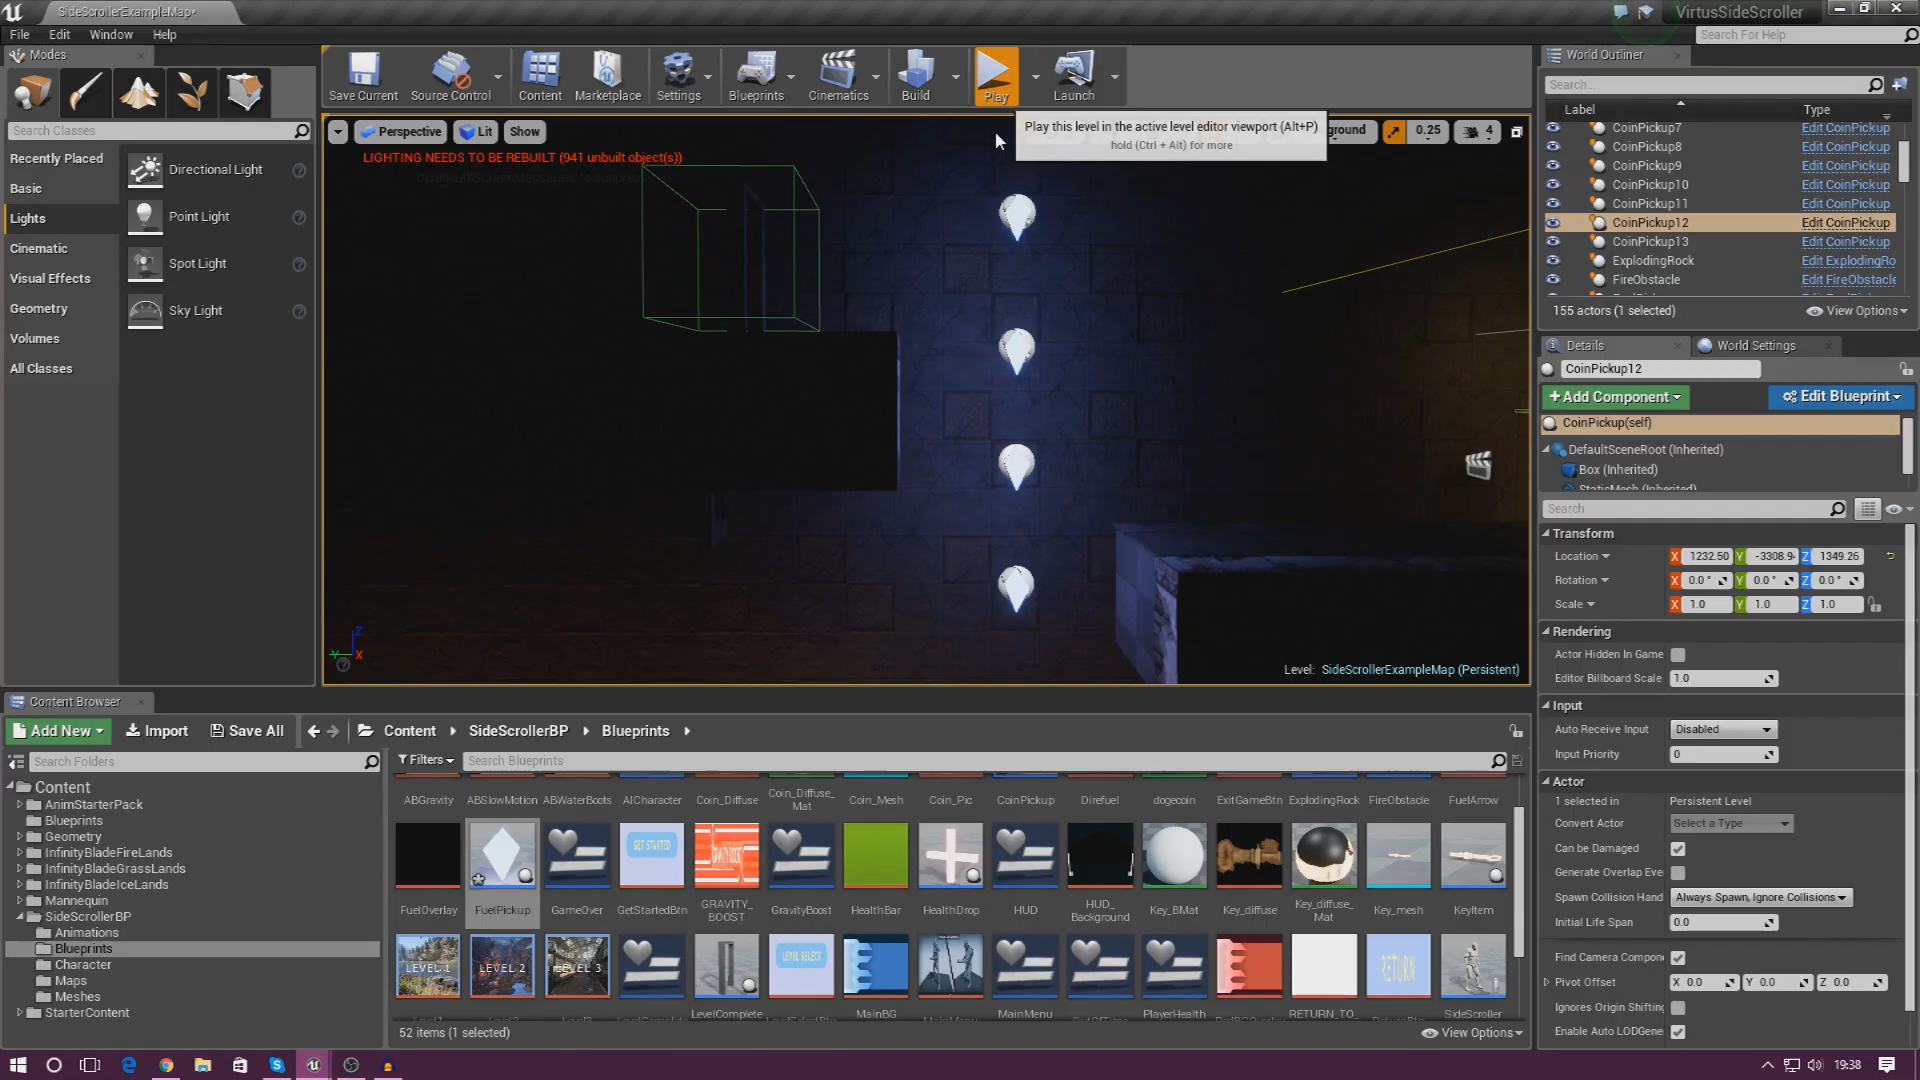 SideScrollerExampleMap*
VirtusSideScroller
File Edit Window Help
Search For Help
Modes
Search Classes
Recently Placed
Basic
Lights
Cinematic
Visual Effects
Geometry
Volumes
All Classes
Directional Light
Point Light
Spot Light
Sky Light
Save Current Source Control Content Marketplace Settings Blueprints Cinematics Build Play Launch
Perspective Lit Show
LIGHTING NEEDS TO BE REBUILT (941 unbuilt object(s))
Play this level in the active level editor viewport (Alt+P)
hold (Ctrl + Alt) for more
round 0.25 4
Level: SideScrollerExampleMap (Persistent)
World Outliner
Search...
Label Type
CoinPickup7 Edit CoinPickup
CoinPickup8 Edit CoinPickup
CoinPickup9 Edit CoinPickup
CoinPickup10 Edit CoinPickup
CoinPickup11 Edit CoinPickup
CoinPickup12 Edit CoinPickup
CoinPickup13 Edit CoinPickup
ExplodingRock Edit ExplodingRo
FireObstacle Edit FireObstacle
155 actors (1 selected) View Options
Details World Settings
CoinPickup12
+Add Component Edit Blueprint
CoinPickup(self)
DefaultSceneRoot (Inherited)
Box (Inherited)
StaticMesh (Inherited)
Search
Transform
Location X 1232.50 Y -3308.9 Z 1349.26
Rotation X 0.0° Y 0.0° Z 0.0°
Scale X 1.0 Y 1.0 Z 1.0
Rendering
Actor Hidden In Game
Editor Billboard Scale 1.0
Input
Auto Receive Input Disabled
Input Priority 0
Actor
1 selected in Persistent Level
Convert Actor Select a Type
Can be Damaged
Generate Overlap Eve
Spawn Collision Hand Always Spawn, Ignore Collisions
Initial Life Span 0.0
Find Camera Compone
Pivot Offset X 0.0 Y 0.0 Z 0.0
Ignores Origin Shifting
Enable Auto LODGene
Content Browser
Add New Import Save All Content SideScrollerBP Blueprints
Search Folders
Filters Search Blueprints
Content
AnimStarterPack
Blueprints
Geometry
InfinityBladeFireLands
InfinityBladeGrassLands
InfinityBladeIceLands
Mannequin
SideScrollerBP
Animations
Blueprints
Character
Maps
Meshes
StarterContent
ABGravity ABSlowMotion ABWaterBoots AICharacter Coin_Diffuse Coin_Diffuse_Mat Coin_Mesh Coin_Pic CoinPickup Direfuel dogecoin ExitGameBtn ExplodingRock FireObstacle FuelArrow
GET STARTED GRAVITY BOOST
FuelOverlay FuelPickup GameOver GetStartedBtn GRAVITY_BOOST GravityBoost HealthBar HealthDrop HUD HUD_Background Key_BMat Key_diffuse Key_diffuse_Mat Key_mesh KeyItem
LEVEL 1 LEVEL 2 LEVEL 3 LEVEL SELECT RETURN
LevelComplete MainBG MainMenu PlayerHealth RETURN_TO_ SideScroller
52 items (1 selected) View Options
19:38